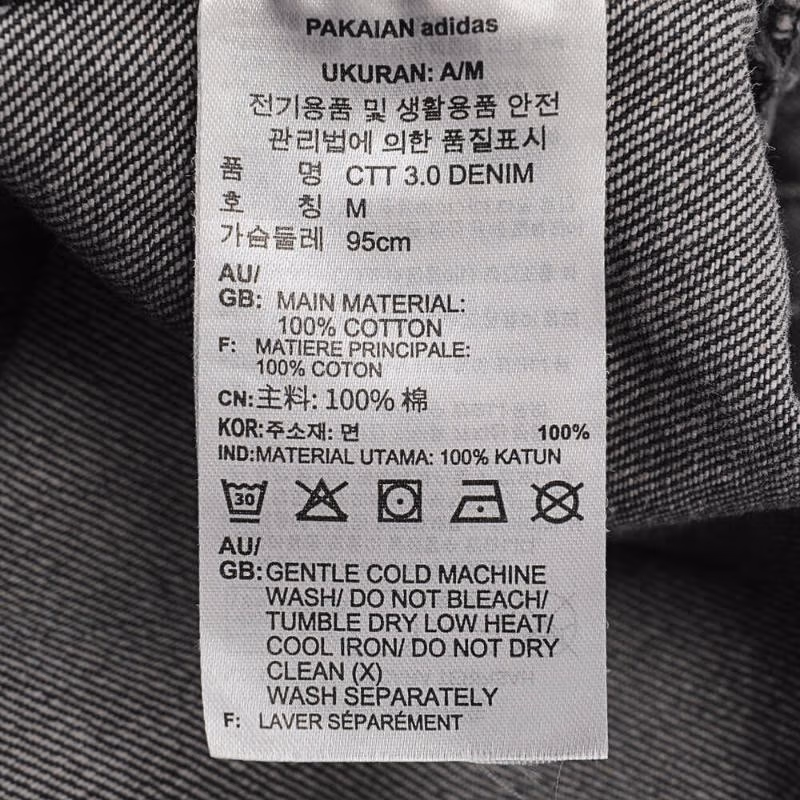 PAKAIAN adidas
UKURAN: A/M
전기용품 및 생활용품 안전
관리법에 의한 품질표시
품 명 CTT 3.0 DENIM
호 칭 M
가슴둘레 95cm
AU/
GB: MAIN MATERIAL:
100% COTTON
F: MATIERE PRINCIPALE:
100% COTON
CN:主料: 100% 棉
KOR:주소재: 면 100%
IND:MATERIAL UTAMA: 100% KATUN
30
AU/
GB:GENTLE COLD MACHINE
WASH/ DO NOT BLEACH/
TUMBLE DRY LOW HEAT/
COOL IRON/ DO NOT DRY
CLEAN (X)
WASH SEPARATELY
F: LAVER SÉPARÉMENT